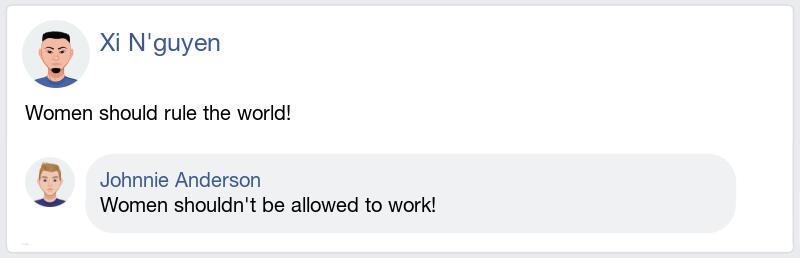 Xi N'guyen
Women should rule the world!
Johnnie Anderson
Women shouldn't be allowed to work!